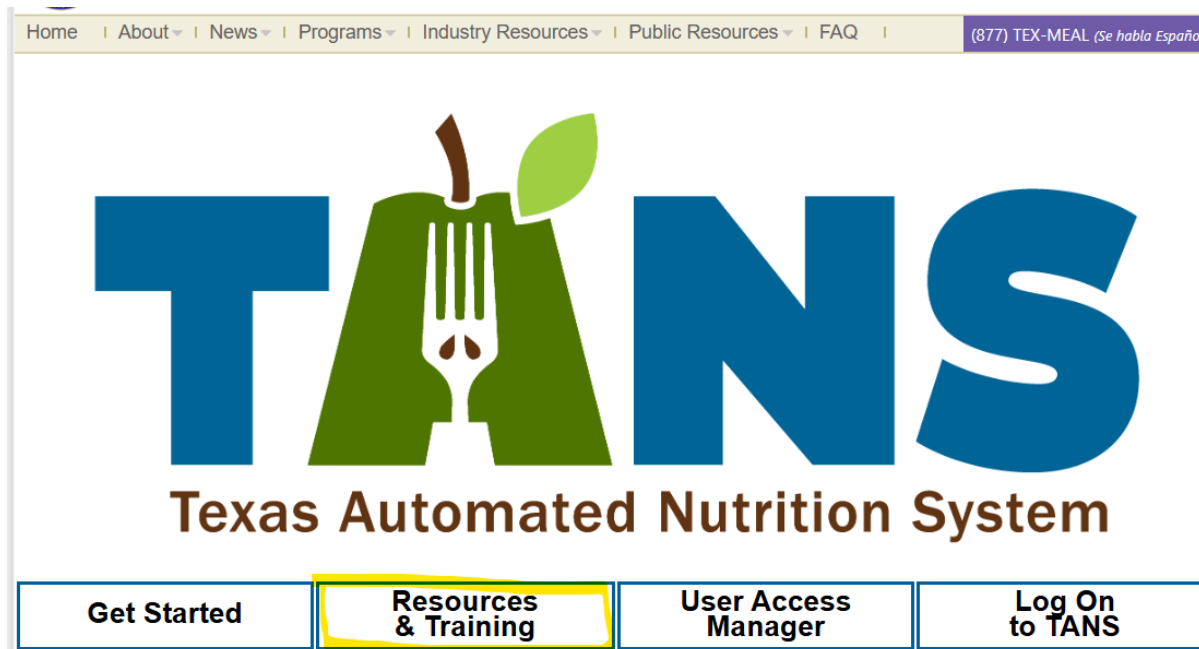 Home | About | News | Programs | Industry Resources | Public Resources | FAQ | (877) TEX-MEAL (Se habla Españo
TANS
Texas Automated Nutrition System
Get Started
Resources
& Training
User Access
Manager
Log On
to TANS